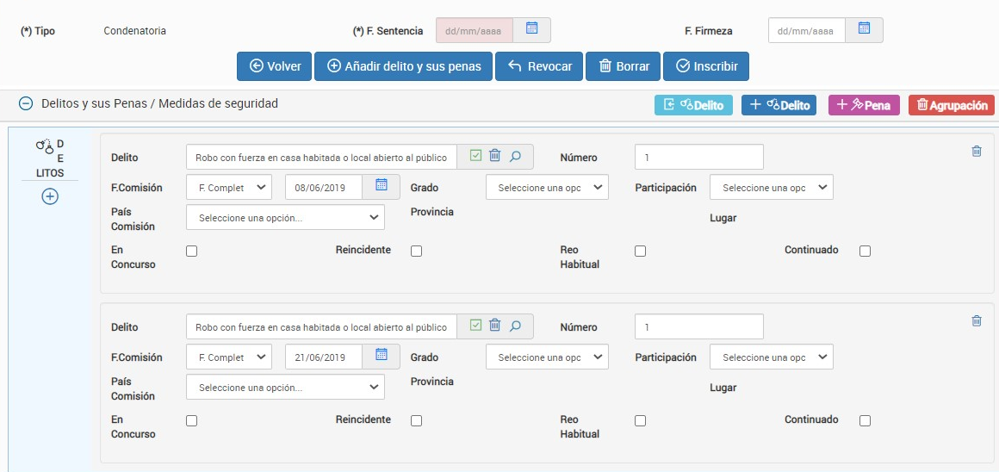 (*) Tipo Condenatoria (*) F. Sentencia dd/mm/aaaa F. Firmeza dd/mm/aaaa
Volver Añadir delito y sus penas Revocar Borrar Inscribir
Delitos y sus Penas / Medidas de seguridad Delito Delito Pena Agrupación
D
E
LITOS
Delito Robo con fuerza en casa habitada o local abierto al público Número 1
F.Comisión F. Complet 08/06/2019 Grado Seleccione una opc Participación Seleccione una opc
País
Comisión Seleccione una opción... Provincia Lugar
En
Concurso Reincidente Reo
Habitual Continuado
Delito Robo con fuerza en casa habitada o local abierto al público Número 1
F.Comisión F. Complet 21/06/2019 Grado Seleccione una opc Participación Seleccione una opc
País
Comisión Seleccione una opción... Provincia Lugar
En
Concurso Reincidente Reo
Habitual Continuado